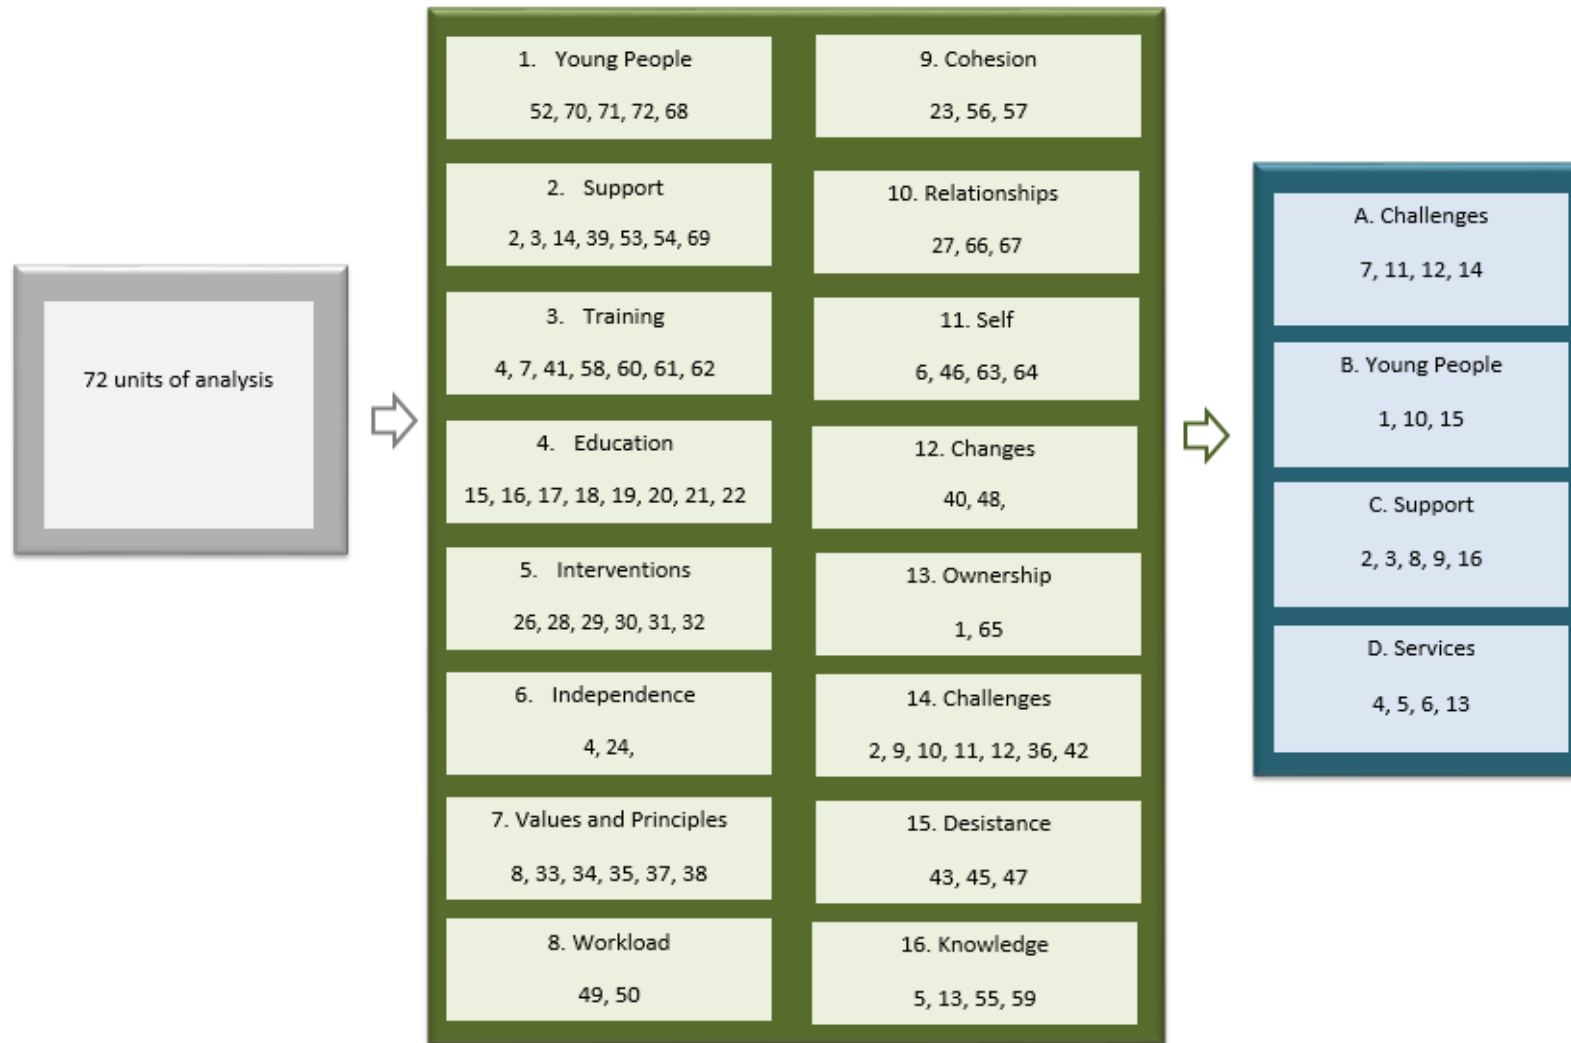 72 units of analysis
1. Young People
52, 70, 71, 72, 68
2. Support
2, 3, 14, 39, 53, 54, 69
3. Training
4, 7, 41, 58, 60, 61, 62
4. Education
15, 16, 17, 18, 19, 20, 21, 22
5. Interventions
26, 28, 29, 30, 31, 32
6. Independence
4, 24,
7. Values and Principles
8, 33, 34, 35, 37, 38
8. Workload
49, 50
9. Cohesion
23, 56, 57
10. Relationships
27, 66, 67
11. Self
6, 46, 63, 64
12. Changes
40, 48,
13. Ownership
1, 65
14. Challenges
2, 9, 10, 11, 12, 36, 42
15. Desistance
43, 45, 47
16. Knowledge
5, 13, 55, 59
A. Challenges
7, 11, 12, 14
B. Young People
1, 10, 15
C. Support
2, 3, 8, 9, 16
D. Services
4, 5, 6, 13